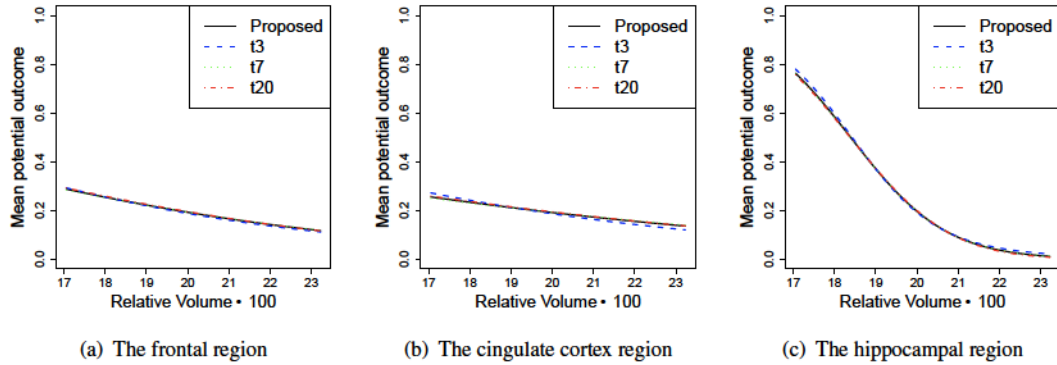 Mean potential outcome
0.0 0.2 0.4 0.6 0.8 1.0
Proposed
t3
t7
t20
17 18 19 20 21 22 23
Relative Volume • 100
(a) The frontal region
Mean potential outcome
0.0 0.2 0.4 0.6 0.8 1.0
Proposed
t3
t7
t20
17 18 19 20 21 22 23
Relative Volume • 100
(b) The cingulate cortex region
Mean potential outcome
0.0 0.2 0.4 0.6 0.8 1.0
Proposed
t3
t7
t20
17 18 19 20 21 22 23
Relative Volume • 100
(c) The hippocampal region